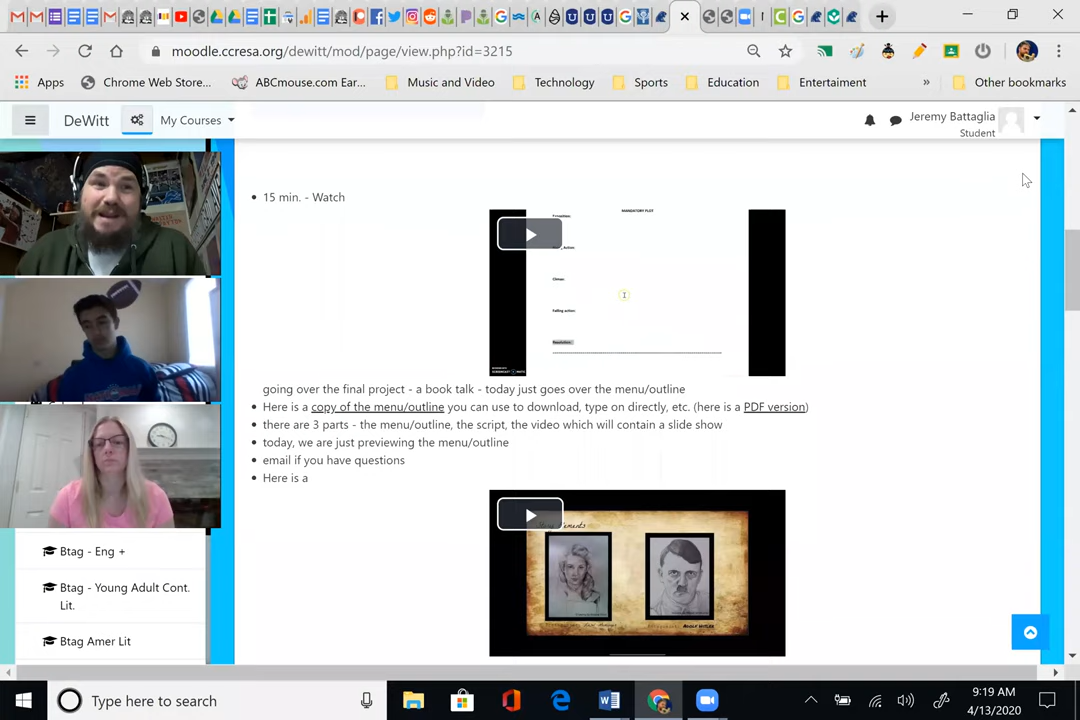 moodle.ccresa.org/dewitt/mod/page/view.php?id=3215
Apps
Chrome Web Store...
ABCmouse.com Ear...
Music and Video
Technology
Sports
Education
Entertaiment
»
Other bookmarks
DeWitt
My Courses
Jeremy Battaglia
Student
15 min. - Watch
MANDATORY PLOT
Climax:
Falling action:
Resolution:
going over the final project - a book talk - today just goes over the menu/outline
Here is a copy of the menu/outline you can use to download, type on directly, etc. (here is a PDF version)
there are 3 parts - the menu/outline, the script, the video which will contain a slide show
today, we are just previewing the menu/outline
email if you have questions
Here is a
Adolf Hitler
Btag - Eng +
Btag - Young Adult Cont.
Lit.
Btag Amer Lit
Type here to search
9:19 AM
4/13/2020